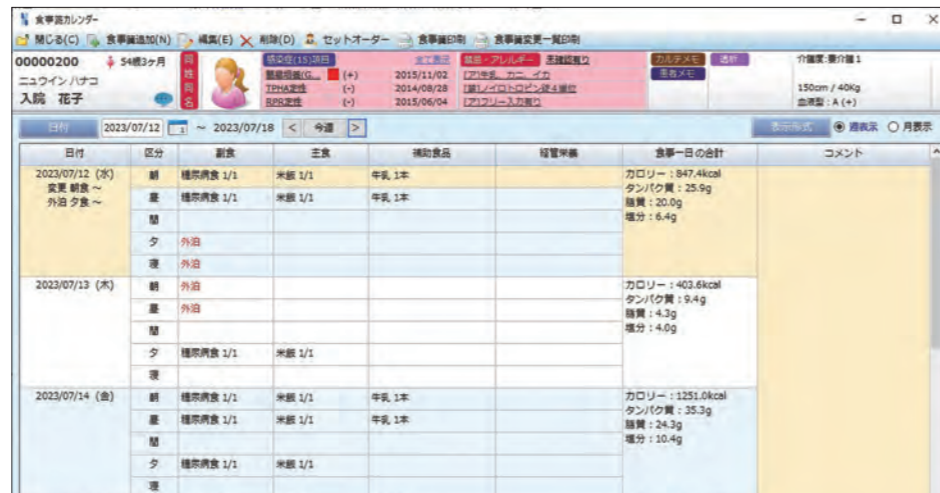 食事箋カレンダー
閉じる(C) 食事箋追加(N) 編集(E) 削除(D) セットオーダー 食事箋印刷 食事箋変更一覧印刷
00000200 54歳3ヶ月
ニュウイン ハナコ
入院 花子
同姓同名
感染症(15)項目 全て表示
(+) 2015/11/02
TPHA定性 (-) 2014/08/28
RPR定性 (-) 2015/06/04
禁忌・アレルギー 未確認有り
[ア]牛乳、カニ、イカ
[ア]フリー入力有り
カルテメモ 透析
患者メモ
介護度:要介護1
150cm / 40Kg
血液型 : A (+)
日付 2023/07/12 ~ 2023/07/18 < 今週 > 表示形式 週表示 月表示
日付 区分 副食 主食 補助食品 経管栄養 食事一日の合計 コメント
2023/07/12 (水) 朝 糖尿病食 1/1 米飯 1/1 牛乳 1本 カロリー : 847.4kcal
変更 朝食 ~ 昼 糖尿病食 1/1 米飯 1/1 牛乳 1本 タンパク質 : 25.9g
外泊 夕食 ~ 間 脂質 : 20.0g
夕 外泊 塩分 : 6.4g
寝 外泊
2023/07/13 (木) 朝 外泊 カロリー : 403.6kcal
昼 外泊 タンパク質 : 9.4g
間 脂質 : 4.3g
夕 糖尿病食 1/1 米飯 1/1 塩分 : 4.0g
寝
2023/07/14 (金) 朝 糖尿病食 1/1 米飯 1/1 牛乳 1本 カロリー : 1251.0kcal
昼 糖尿病食 1/1 米飯 1/1 牛乳 1本 タンパク質 : 35.3g
間 脂質 : 24.3g
夕 糖尿病食 1/1 米飯 1/1 塩分 : 10.4g
寝